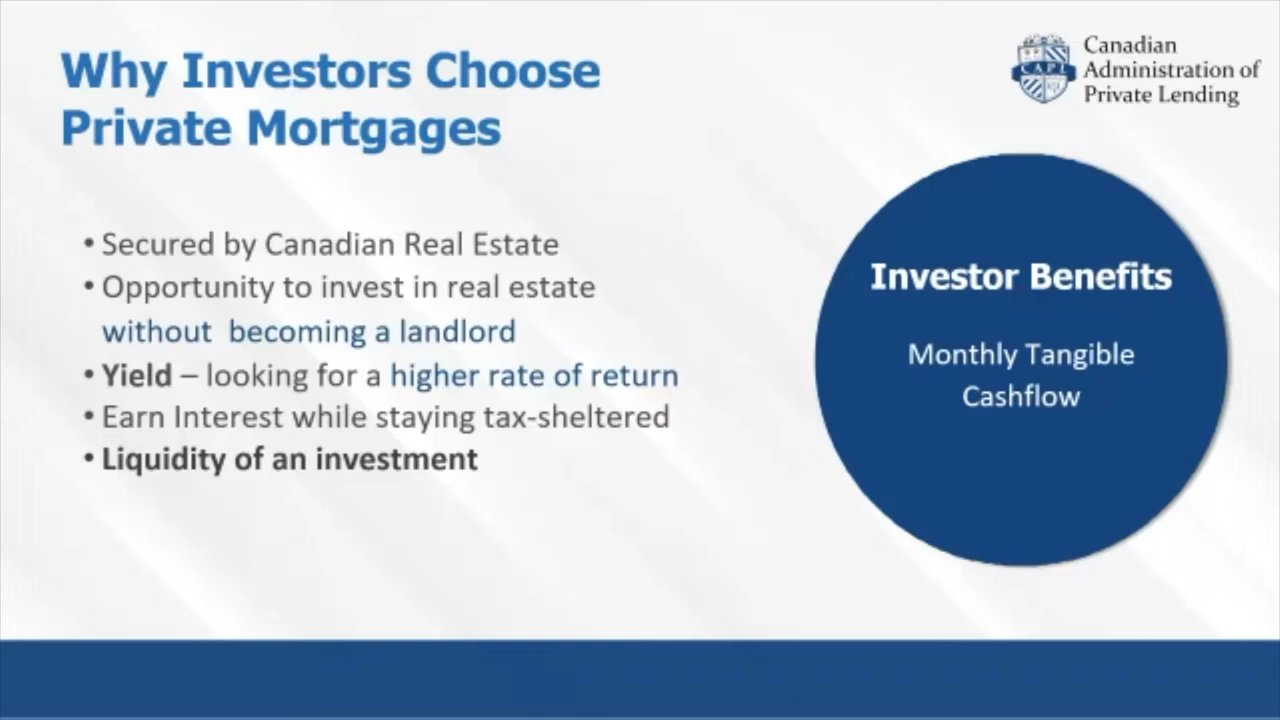 Why Investors Choose
Private Mortgages
CAPL
Canadian
Administration of
Private Lending
• Secured by Canadian Real Estate
• Opportunity to invest in real estate
without  becoming a landlord
• Yield – looking for a higher rate of return
• Earn Interest while staying tax-sheltered
• Liquidity of an investment
Investor Benefits
Monthly Tangible
Cashflow